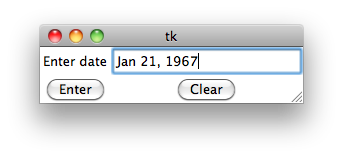 tk
Enter date Jan 21, 1967
Enter Clear